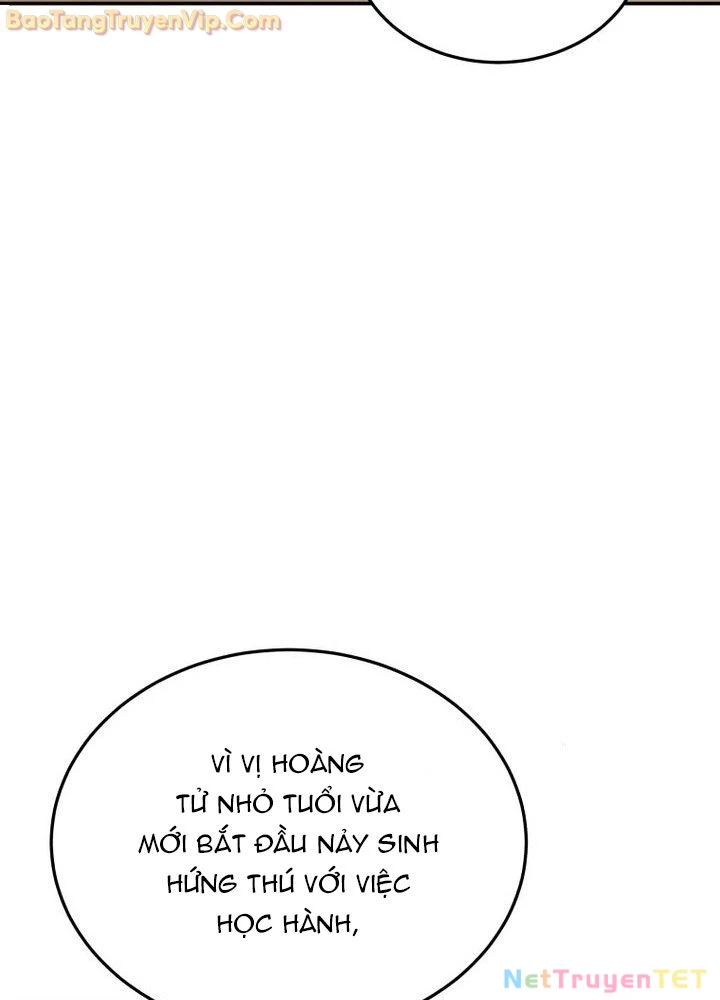 BaoTangTruyenVip.Com
VÌ VỊ HOÀNG
TỬ NHỎ TUỔI VỪA
MỚI BẮT ĐẦU NẢY SINH
HỨNG THÚ VỚI VIỆC
HỌC HÀNH,
NetTruyenTET